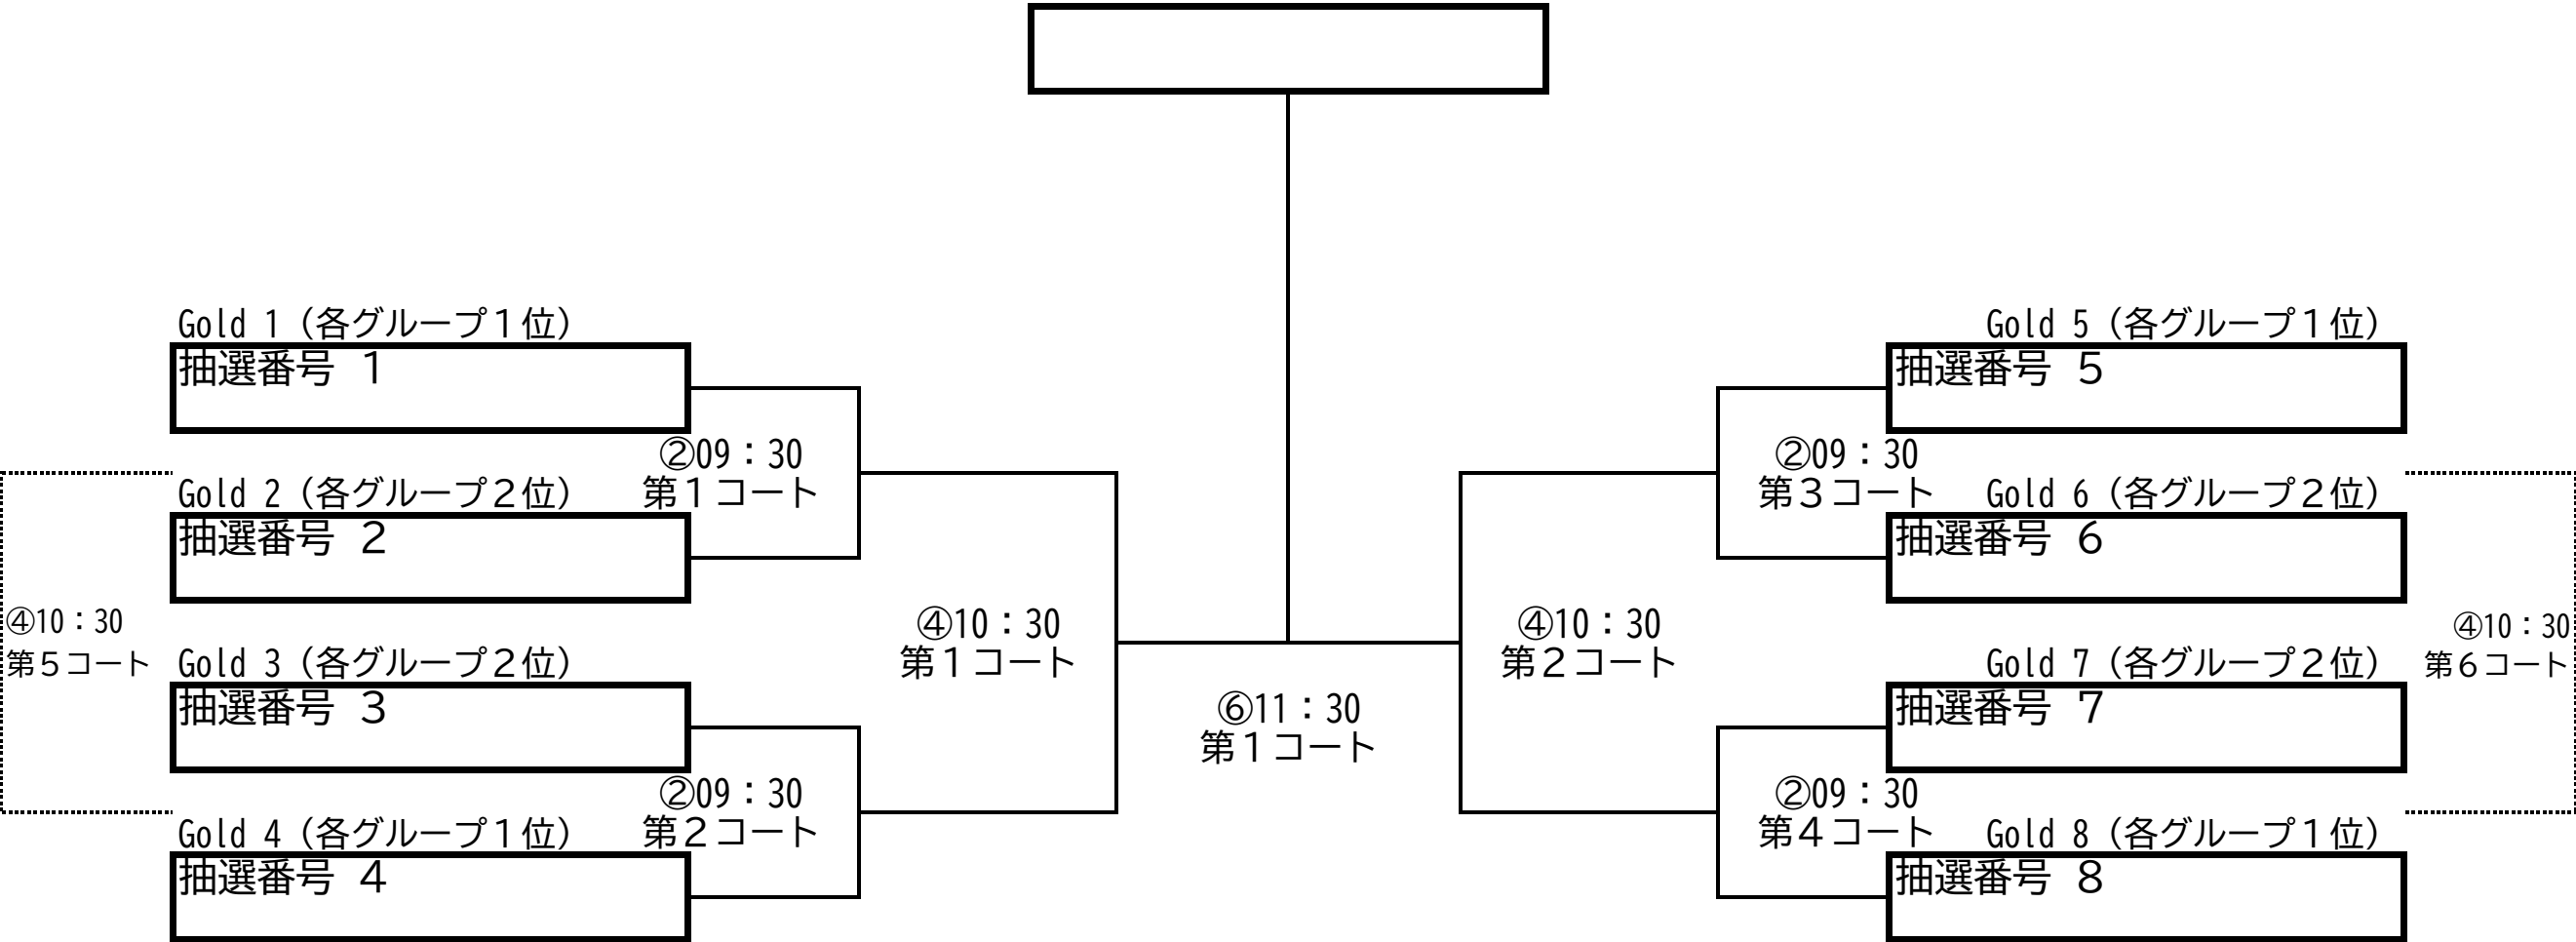 Gold 1（各グループ１位）
抽選番号 1
②09：30
第１コート
Gold 2（各グループ２位）
抽選番号 2
④10：30
第５コート
Gold 3（各グループ２位）
抽選番号 3
②09：30
第２コート
Gold 4（各グループ１位）
抽選番号 4
④10：30
第１コート
⑥11：30
第１コート
④10：30
第２コート
Gold 5（各グループ１位）
抽選番号 5
②09：30
第３コート
Gold 6（各グループ２位）
抽選番号 6
④10：30
第６コート
Gold 7（各グループ２位）
抽選番号 7
②09：30
第４コート
Gold 8（各グループ１位）
抽選番号 8